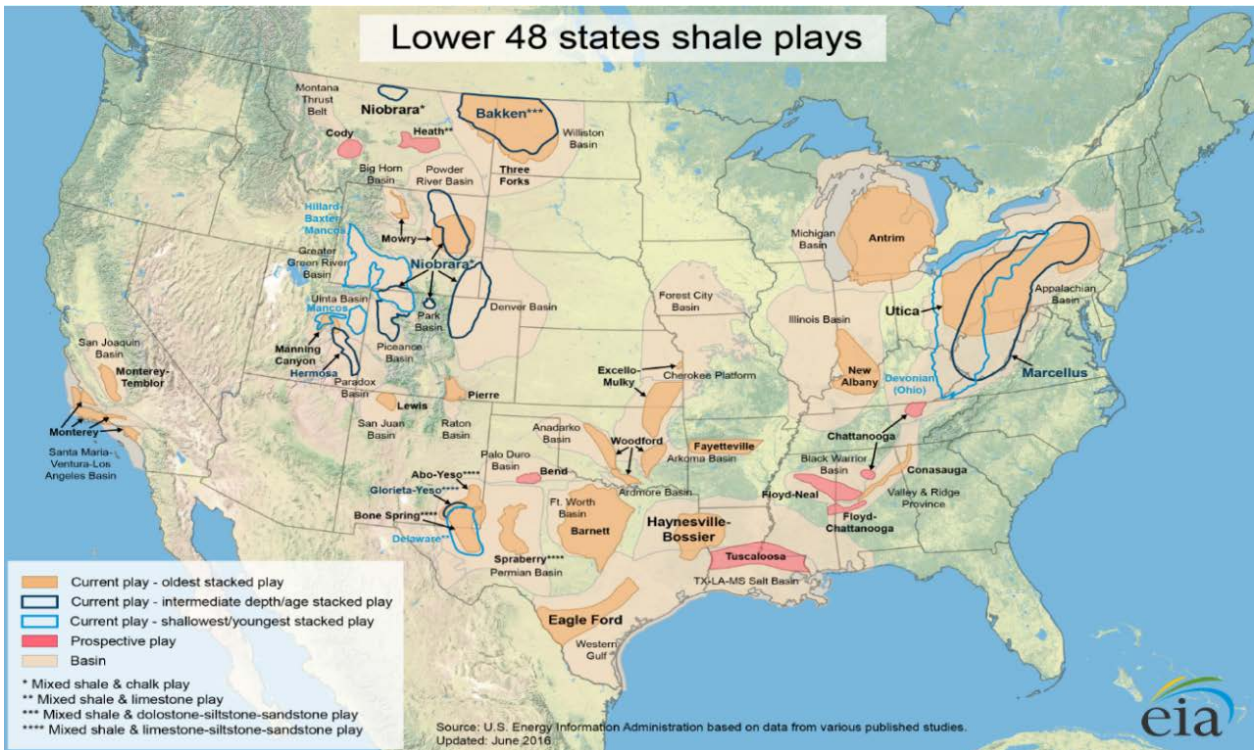 Lower 48 states shale plays
Montana
Thrust
Belt
Niobrara*
Bakken***
Cody
Heath**
Williston
Basin
Big Horn
Basin
Powder
River Basin
Three
Forks
Hillard-
Baxter-
Mancos
Mowry
Greater
Green River
Basin
Niobrara*
Michigan
Basin
Antrim
Uinta Basin
Mancos
Park
Basin
Denver Basin
Forest City
Basin
Illinois Basin
Utica
Appalachian
Basin
San Joaquin
Basin
Monterey-
Temblor
Manning
Canyon
Hermosa
Piceance
Basin
Paradox
Basin
Excello-
Mulky
Cherokee Platform
New
Albany
Devonian
(Ohio)
Marcellus
Lewis
Pierre
Monterey
San Juan
Basin
Raton
Basin
Anadarko
Basin
Woodford
Fayetteville
Arkoma Basin
Chattanooga
Black Warrior
Basin
Conasauga
Santa Maria-
Ventura-Los
Angeles Basin
Palo Duro
Basin
Bend
Abo-Yeso****
Glorieta-Yeso****
Ardmore Basin
Floyd-Neal
Valley & Ridge
Province
Bone Spring****
Ft. Worth
Basin
Barnett
Haynesville-
Bossier
Floyd-
Chattanooga
Delaware**
Spraberry****
Permian Basin
Tuscaloosa
TX-LA-MS Salt Basin
Eagle Ford
Western
Gulf
Current play - oldest stacked play
Current play - intermediate depth/age stacked play
Current play - shallowest/youngest stacked play
Prospective play
Basin
* Mixed shale & chalk play
** Mixed shale & limestone play
*** Mixed shale & dolostone-siltstone-sandstone play
**** Mixed shale & limestone-siltstone-sandstone play
Source: U.S. Energy Information Administration based on data from various published studies.
Updated: June 2016
eia